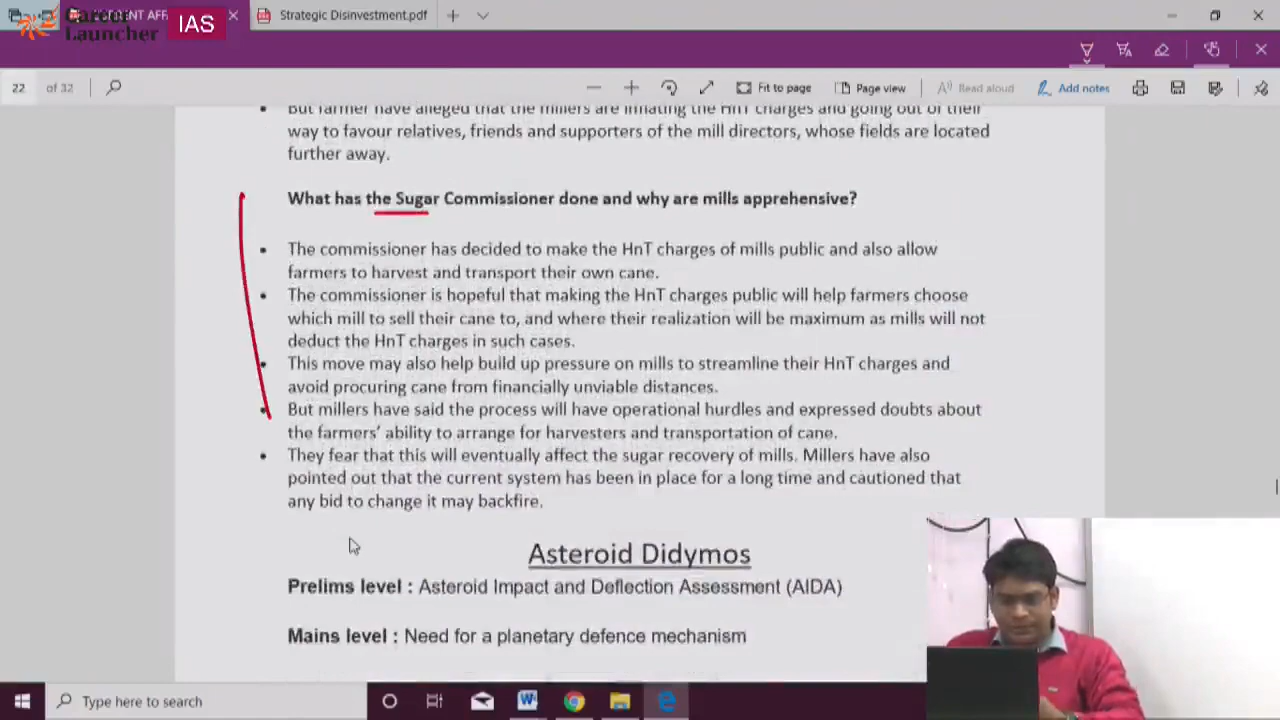 CURRENT AFF
Strategic Disinvestment.pdf
Career
Launcher
IAS
22 of 32
Fit to page
Page view
Read aloud
Add notes
• But farmer have alleged that the millers are inflating the HnT charges and going out of their
way to favour relatives, friends and supporters of the mill directors, whose fields are located
further away.
What has the Sugar Commissioner done and why are mills apprehensive?
• The commissioner has decided to make the HnT charges of mills public and also allow
farmers to harvest and transport their own cane.
• The commissioner is hopeful that making the HnT charges public will help farmers choose
which mill to sell their cane to, and where their realization will be maximum as mills will not
deduct the HnT charges in such cases.
• This move may also help build up pressure on mills to streamline their HnT charges and
avoid procuring cane from financially unviable distances.
• But millers have said the process will have operational hurdles and expressed doubts about
the farmers' ability to arrange for harvesters and transportation of cane.
• They fear that this will eventually affect the sugar recovery of mills. Millers have also
pointed out that the current system has been in place for a long time and cautioned that
any bid to change it may backfire.
Asteroid Didymos
Prelims level : Asteroid Impact and Deflection Assessment (AIDA)
Mains level : Need for a planetary defence mechanism
Type here to search